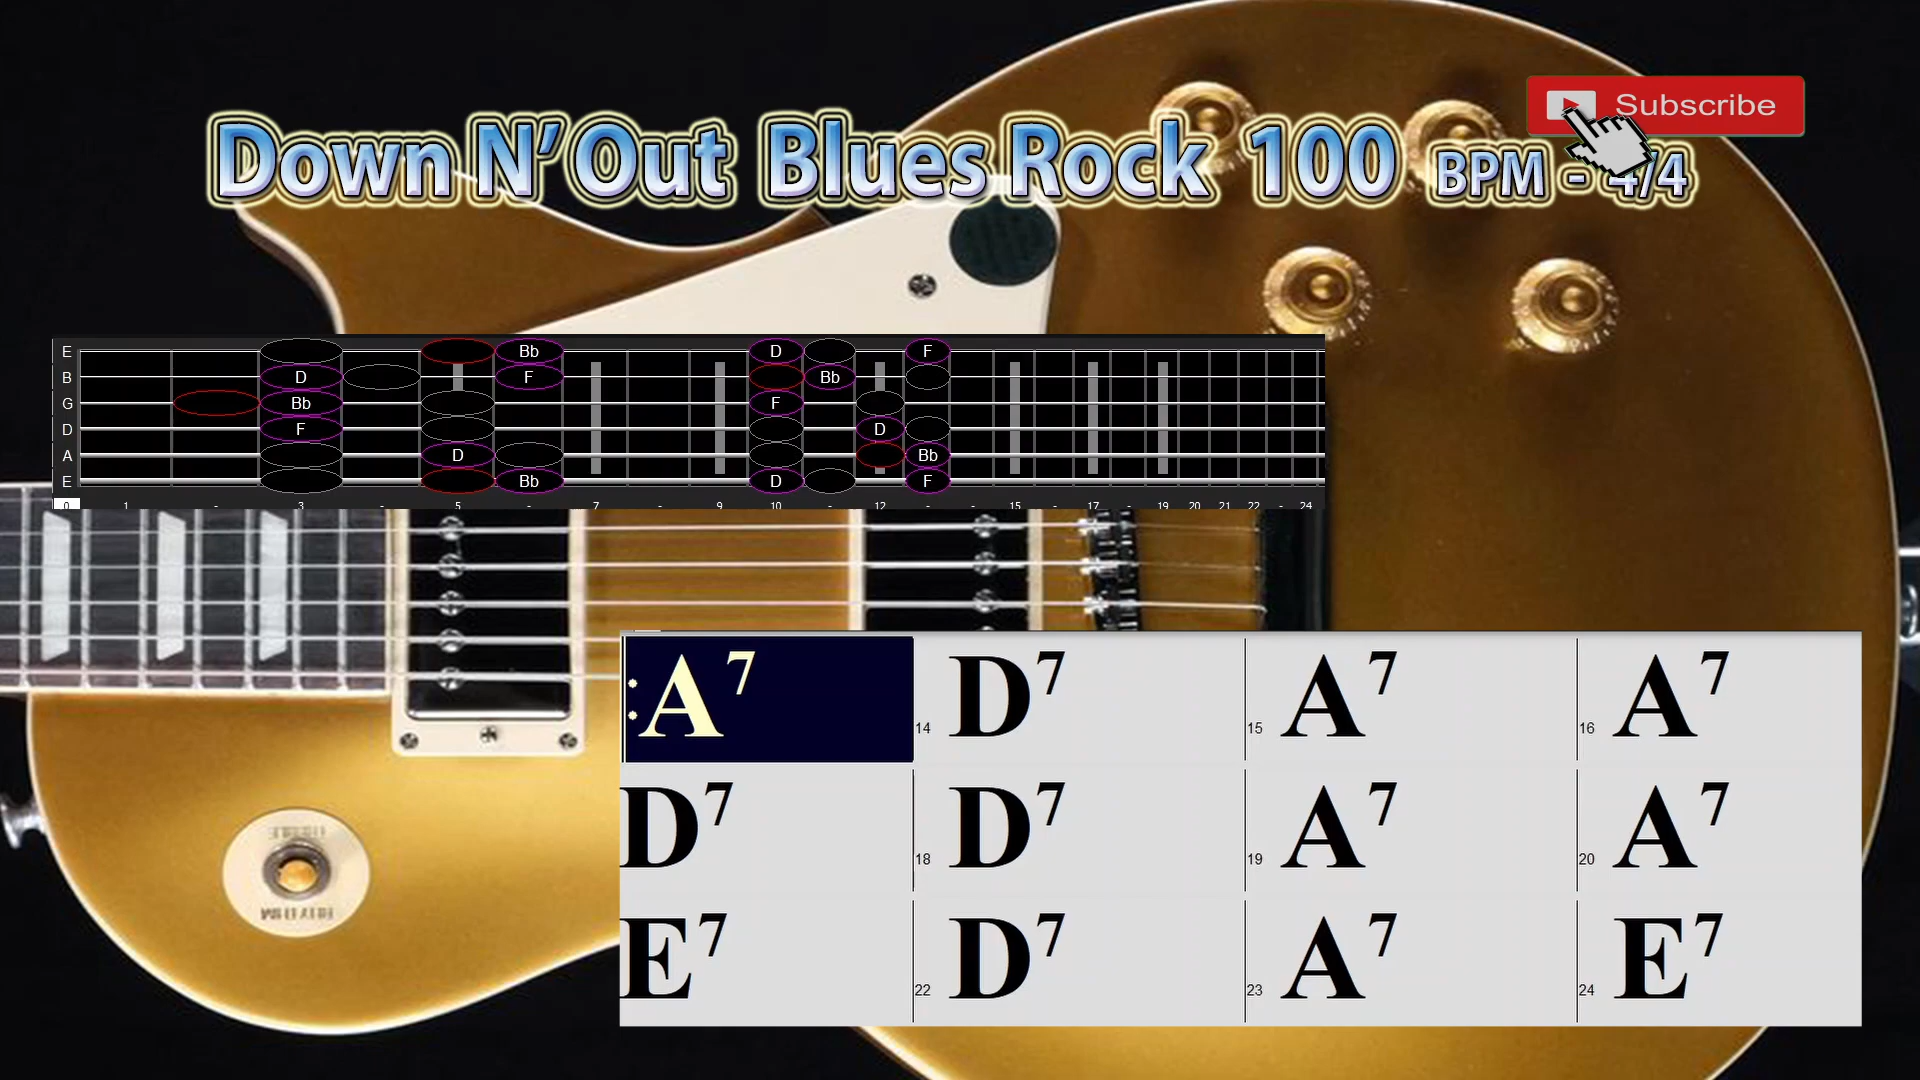 Subscribe
Down N' Out Blues Rock 100 BPM - 4/4
E Bb D F
B D F Bb
G Bb F
D F D
A D Bb
E Bb D F
0 1 - 3 - 5 - 7 - 9 10 - 12 - - 15 - 17 - 19 20 21 22 - 24
:A7 14 D7 15 A7 16 A7
D7 18 D7 19 A7 20 A7
E7 22 D7 23 A7 24 E7